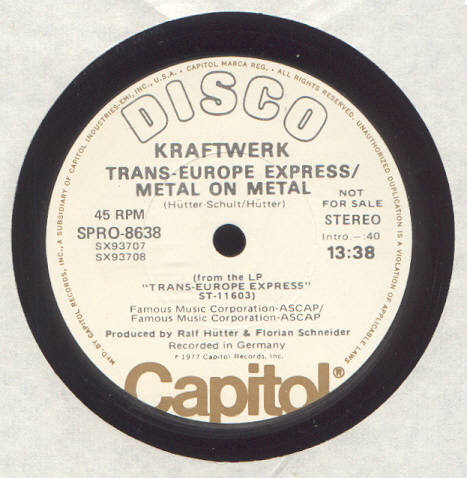 MF'D. BY CAPITOL RECORDS, INC., A SUBSIDIARY OF CAPITOL INDUSTRIES-EMI, INC., U.S.A. • CAPITOL MARCA REG. • ALL RIGHTS RESERVED. UNAUTHORIZED DUPLICATION IS A VIOLATION OF APPLICABLE LAWS
DISCO
KRAFTWERK
TRANS-EUROPE EXPRESS/
METAL ON METAL
(Hütter-Schult/Hütter)
NOT
FOR SALE
45 RPM
STEREO
SPRO-8638
SX93707
SX93708
Intro.–:40
13:38
(from the LP
"TRANS-EUROPE EXPRESS"
ST-11603)
Famous Music Corporation-ASCAP/
Famous Music Corporation-ASCAP
Produced by Ralf Hütter & Florian Schneider
Recorded in Germany
℗ 1977 Capitol Records, Inc.
Capitol®